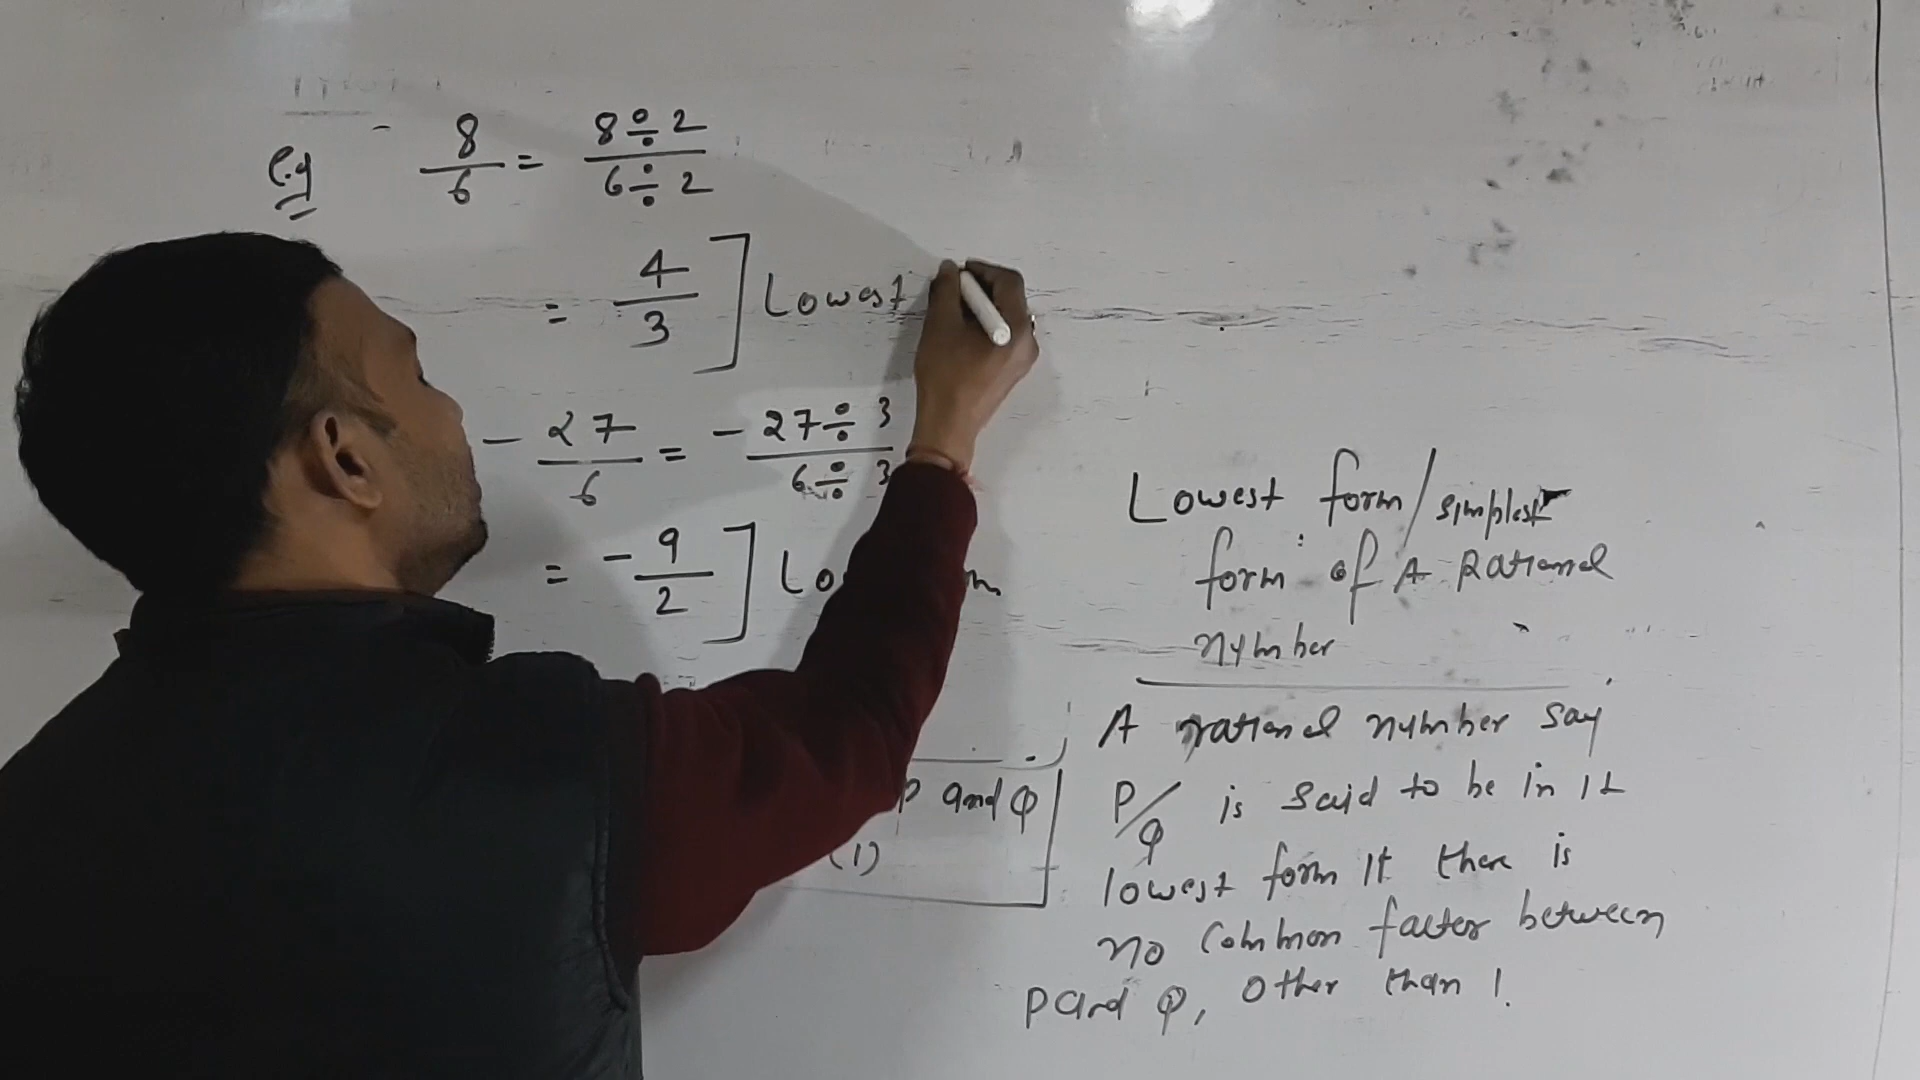 e.g - 8/6 = 8÷2/6÷2
= 4/3 ] Lowest
- 27/6 = - 27÷3/6÷3
= - 9/2 ] Lo m
P and Q
(1)
Lowest form/simplest
form of A Rational
number
A rational number say
P/Q is said to be in it
lowest form If there is
no common factor between
P and Q, other than 1.